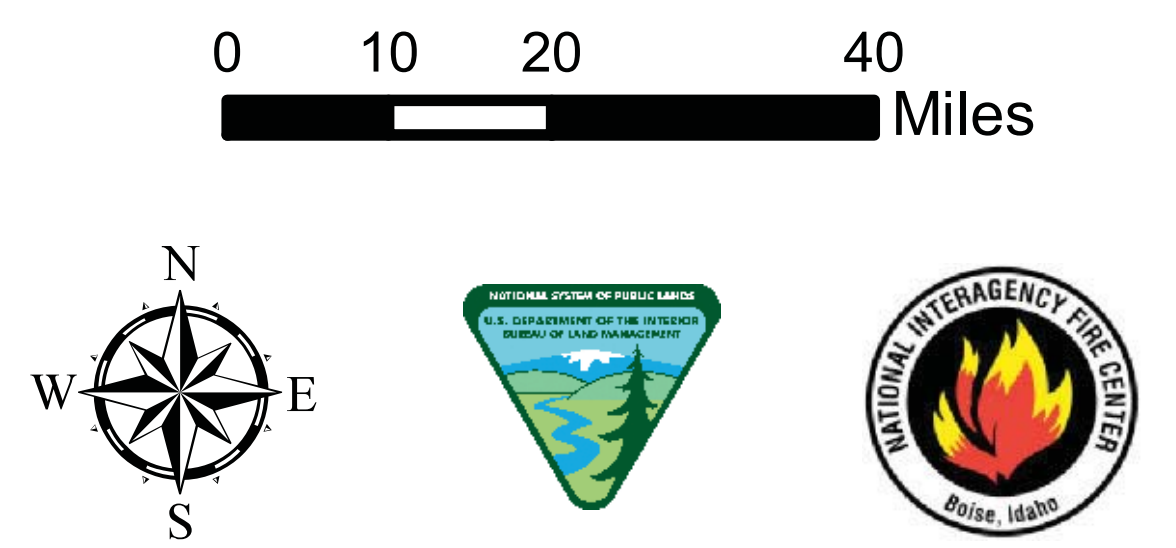 0 10 20 40
Miles
N
W E
S
NATIONAL SYSTEM OF PUBLIC LANDS
U.S. DEPARTMENT OF THE INTERIOR
BUREAU OF LAND MANAGEMENT
NATIONAL INTERAGENCY FIRE CENTER
Boise, Idaho